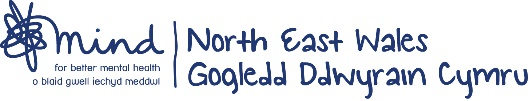 mind
for better mental health
o blaid gwell iechyd meddwl
North East Wales
Gogledd Ddwyrain Cymru